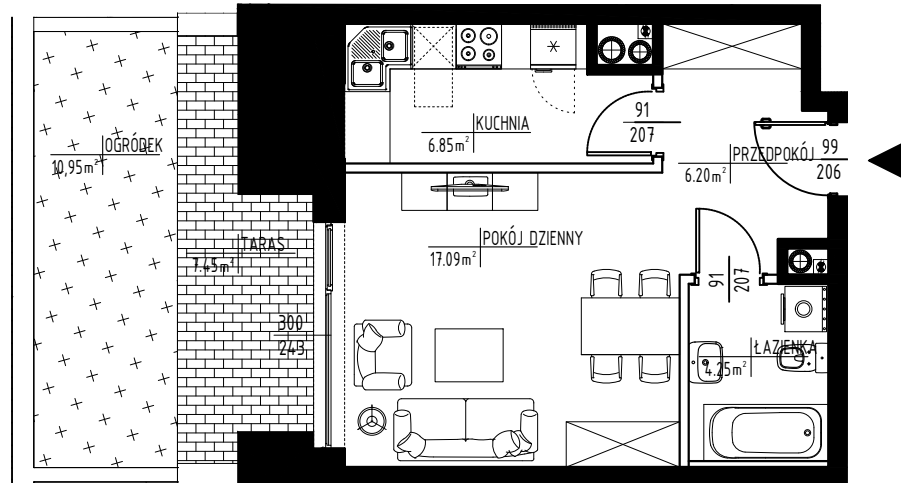 KUCHNIA
6.85m²
91
207
PRZEDPOKÓJ
6.20m²
99
206
OGRÓDEK
10,95m²
POKÓJ DZIENNY
17.09m²
TARAS
7.45m²
91
207
300
243
ŁAZIENKA
4.25m²